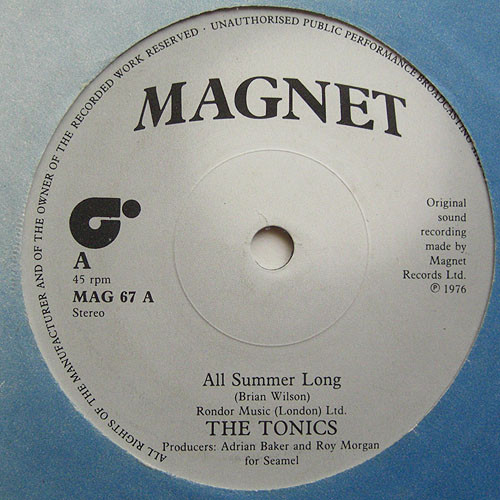 ALL RIGHTS OF THE MANUFACTURER AND OF THE OWNER OF THE RECORDED WORK RESERVED · UNAUTHORISED PUBLIC PERFORMANCE BROADCASTING
MAGNET
A
45 rpm
MAG 67 A
Stereo
Original
sound
recording
made by
Magnet
Records Ltd.
℗ 1976
All Summer Long
(Brian Wilson)
Rondor Music (London) Ltd.
THE TONICS
Producers: Adrian Baker and Roy Morgan
for Seamel